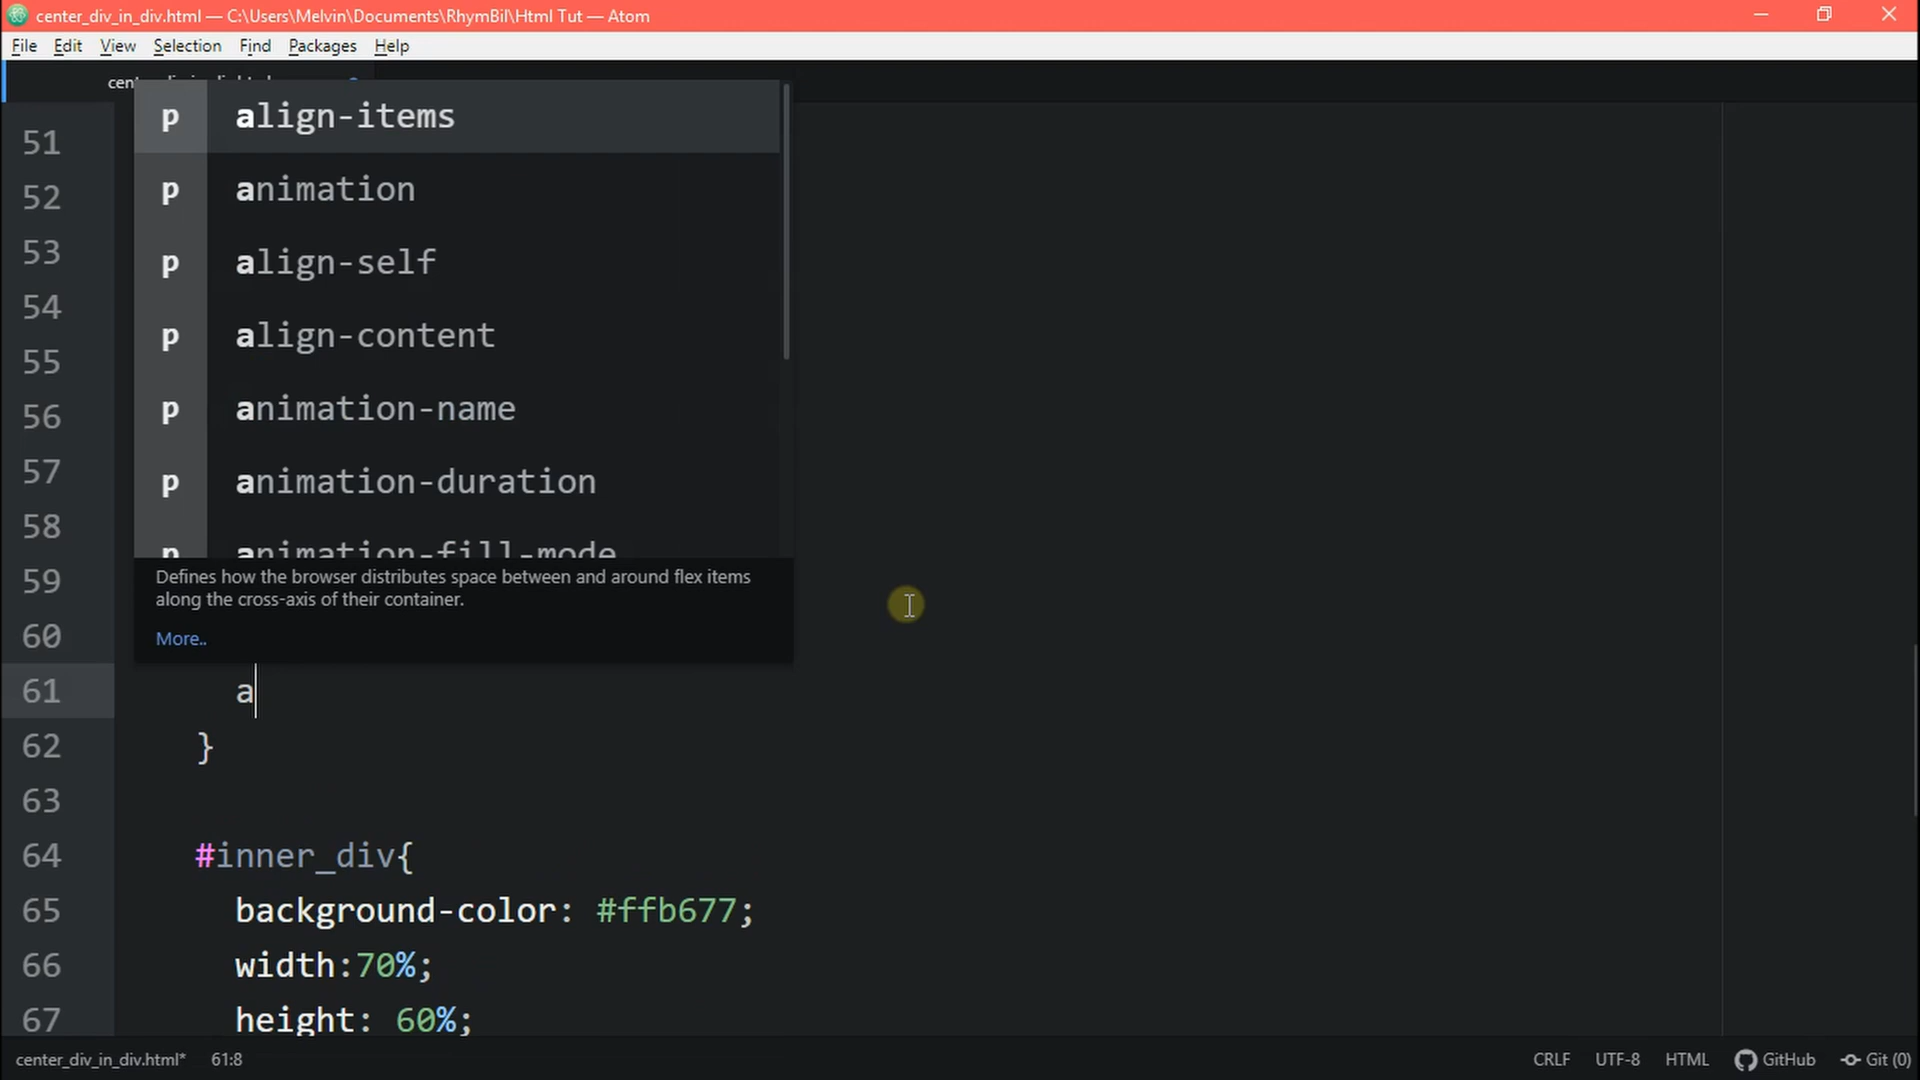 center_div_in_div.html — C:\Users\Melvin\Documents\RhymBil\Html Tut — Atom
File Edit View Selection Find Packages Help
51
52
53
54
55
56
57
58
59
60
p align-items
p animation
p align-self
p align-content
p animation-name
p animation-duration
p animation-fill-mode
Defines how the browser distributes space between and around flex items
along the cross-axis of their container.
More..
61 a
62 }
63
64 #inner_div{
65 background-color: #ffb677;
66 width:70%;
67 height: 60%;
center_div_in_div.html* 61:8 CRLF UTF-8 HTML GitHub Git (0)